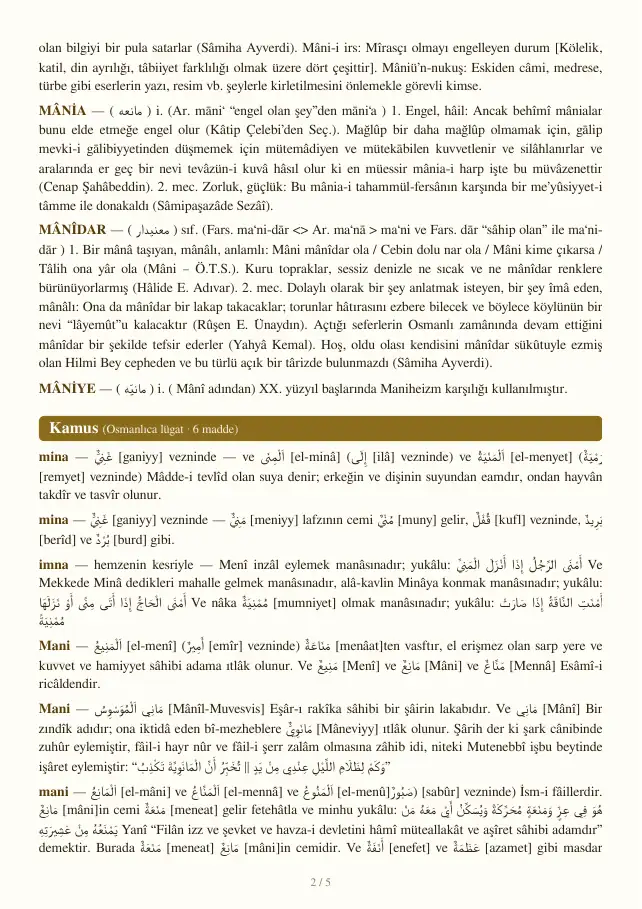 olan bilgiyi bir pula satarlar (Sâmiha Ayverdi). Mâni-i irs: Mîrasçı olmayı engelleyen durum [Kölelik,
katil, din ayrılığı, tâbiiyet farklılığı olmak üzere dört çeşittir]. Mâniü’n-nukuş: Eskiden câmi, medrese,
türbe gibi eserlerin yazı, resim vb. şeylerle kirletilmesini önlemekle görevli kimse.
MÂNİA — ( مانعه ) i. (Ar. māni‘ “engel olan şey”den māni‘a ) 1. Engel, hâil: Ancak behîmî mânialar
bunu elde etmeğe engel olur (Kâtip Çelebi’den Seç.). Mağlûp bir daha mağlûp olmamak için, gālip
mevki-i gālibiyyetinden düşmemek için mütemâdiyen ve mütekābilen kuvvetlenir ve silâhlanırlar ve
aralarında er geç bir nevi tevâzün-i kuvâ hâsıl olur ki en müessir mânia-i harp işte bu müvâzenettir
(Cenap Şahâbeddin). 2. mec. Zorluk, güçlük: Bu mânia-i tahammül-fersânın karşında bir me’yûsiyyet-i
tâmme ile donakaldı (Sâmipaşazâde Sezâî).
MÂNÎDAR — ( معنیدار ) sıf. (Fars. ma‘ni-dār <> Ar. ma‘nā > ma‘ni ve Fars. dār “sâhip olan” ile ma‘ni-
dār ) 1. Bir mânâ taşıyan, mânâlı, anlamlı: Mâni mânîdar ola / Cebin dolu nar ola / Mâni kime çıkarsa /
Tâlih ona yâr ola (Mâni – Ö.T.S.). Kuru topraklar, sessiz denizle ne sıcak ve ne mânîdar renklere
bürünüyorlarmış (Hâlide E. Adıvar). 2. mec. Dolaylı olarak bir şey anlatmak isteyen, bir şey îmâ eden,
mânâlı: Ona da mânîdar bir lakap takacaklar; torunlar hâtırasını ezbere bilecek ve böylece köylünün bir
nevi “lâyemût”u kalacaktır (Rûşen E. Ünaydın). Açtığı seferlerin Osmanlı zamânında devam ettiğini
mânîdar bir şekilde tefsir ederler (Yahyâ Kemal). Hoş, oldu olası kendisini mânîdar sükûtuyle ezmiş
olan Hilmi Bey cepheden ve bu türlü açık bir târizde bulunmazdı (Sâmiha Ayverdi).
MÂNİYE — ( مانیّه ) i. ( Mânî adından) XX. yüzyıl başlarında Maniheizm karşılığı kullanılmıştır.
Kamus (Osmanlıca lügat · 6 madde)
mina — غَنِيٌّ [ganiyy] vezninde — ve اَلْمِنٰى [el-minâ] (إِلَى [ilâ] vezninde) ve اَلْمَنْيَةُ [el-menyet] (رَمْيَةٌ
[remyet] vezninde) Mâdde-i tevlîd olan suya denir; erkeğin ve dişinin suyundan eamdır, ondan hayvân
takdîr ve tasvîr olunur.
mina — غَنِيٌّ [ganiyy] vezninde — مَنِيٌّ [meniyy] lafzının cemi مُنْيٌ [muny] gelir, قُفْلٌ [kufl] vezninde, بَرِيدٌ
[berîd] ve بُرْدٌ [burd] gibi.
imna — hemzenin kesriyle — Menî inzâl eylemek manâsınadır; yukâlu: أَمْنَى الرَّجُلُ إِذَا أَنْزَلَ الْمَنِيَّ Ve
Mekkede Minâ dedikleri mahalle gelmek manâsınadır, alâ-kavlin Minâya konmak manâsınadır; yukâlu:
أَمْنَى الْحَاجُّ إِذَا أَتَى مِنًى أَوْ نَزَلَهَا Ve nâka مُمْنِيَةٌ [mumniyet] olmak manâsınadır; yukâlu: أَمْنَتِ النَّاقَةُ إِذَا صَارَتْ
مُمْنِيَةً
Mani — اَلْمَنِيعُ [el-menî] (أَمِيرٌ [emîr] vezninde) مَنَاعَةٌ [menâat]ten vasftır, el erişmez olan sarp yere ve
kuvvet ve hamiyyet sâhibi adama ıtlâk olunur. Ve مَنِيعٌ [Menî] ve مَانِعٌ [Mâni] ve مَنَّاعٌ [Mennâ] Esâmî-i
ricâldendir.
Mani — مَانِى اَلْمُوَسْوِسُ [Mânîl-Muvesvis] Eşâr-ı rakîka sâhibi bir şâirin lakabıdır. Ve مَانِى [Mânî] Bir
zındîk adıdır; ona iktidâ eden bî-mezheblere مَانَوِيٌّ [Mâneviyy] ıtlâk olunur. Şârih der ki şark cânibinde
zuhûr eylemiştir, fâil-i hayr nûr ve fâil-i şerr zalâm olmasına zâhib idi, niteki Mutenebbî işbu beytinde
işâret eylemiştir: “وَكَمْ لِظَلَامِ اللَّيْلِ عِنْدِى مِنْ يَدٍ || تُخَبِّرُ أَنَّ الْمَانَوِيَّةَ تَكْذِبُ”
mani — اَلْمَانِعُ [el-mâni] ve اَلْمَنَّاعُ [el-mennâ] ve اَلْمَنُوعُ [el-menû](صَبُورٌ [sabûr] vezninde) İsm-i fâillerdir.
مَانِعٌ [mâni]in cemi مَنَعَةٌ [meneat] gelir fetehâtla ve minhu yukâlu: هُوَ فِي عِزٍّ وَمَنَعَةٍ مُحَرَّكَةً وَيُسَكَّنُ أَيْ مَعَهُ مَنْ
يَمْنَعُهُ مِنْ عَشِيرَتِهِ Yanî “Filân izz ve şevket ve havza-i devletini hâmî müteallakât ve aşîret sâhibi adamdır”
demektir. Burada مَنَعَةٌ [meneat] مَانِعٌ [mâni]in cemidir. Ve أَنَفَةٌ [enefet] ve عَظَمَةٌ [azamet] gibi masdar
2 / 5